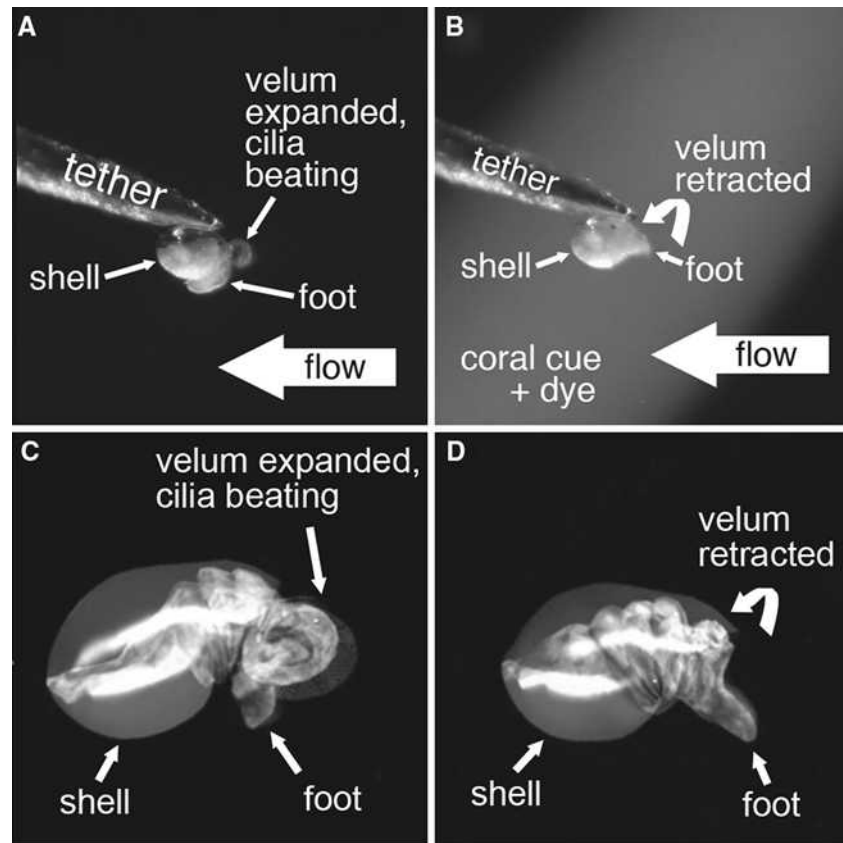 A
velum
expanded,
cilia
beating
tether
shell
foot
flow
B
velum
retracted
tether
shell
foot
coral cue
+ dye
flow
C
velum expanded,
cilia beating
shell
foot
D
velum
retracted
shell
foot